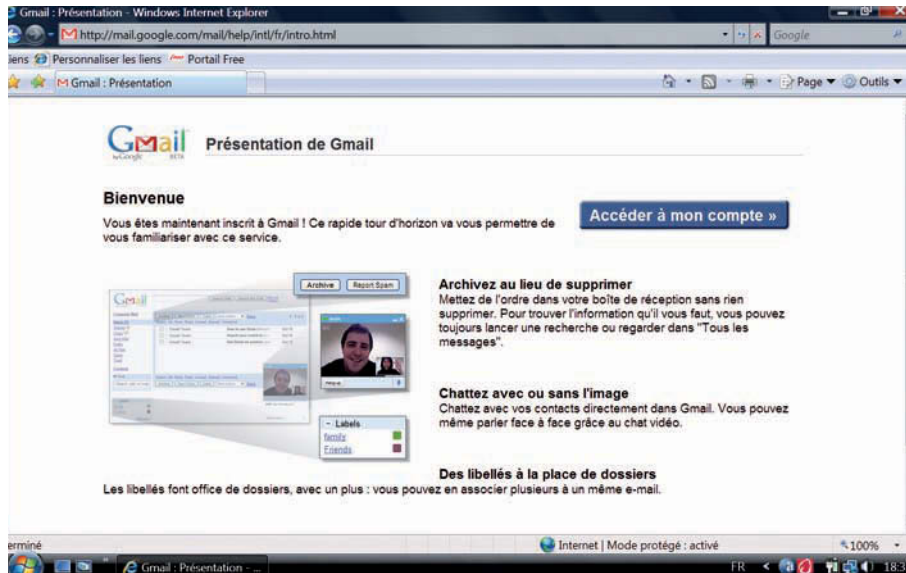 Gmail : Présentation - Windows Internet Explorer
http://mail.google.com/mail/help/intl/fr/intro.html
Google
iens Personnaliser les liens Portail Free
Gmail : Présentation
Page Outils
Gmail
by Google BETA
Présentation de Gmail
Bienvenue
Vous êtes maintenant inscrit à Gmail ! Ce rapide tour d'horizon va vous permettre de
vous familiariser avec ce service.
Accéder à mon compte »
Archive Report Spam
Gmail
Labels
family
Friends
Archivez au lieu de supprimer
Mettez de l'ordre dans votre boîte de réception sans rien
supprimer. Pour trouver l'information qu'il vous faut, vous pouvez
toujours lancer une recherche ou regarder dans "Tous les
messages".
Chattez avec ou sans l'image
Chattez avec vos contacts directement dans Gmail. Vous pouvez
même parler face à face grâce au chat vidéo.
Des libellés à la place de dossiers
Les libellés font office de dossiers, avec un plus : vous pouvez en associer plusieurs à un même e-mail.
erminé
Internet | Mode protégé : activé
100%
Gmail : Présentation - ...
FR
18:3